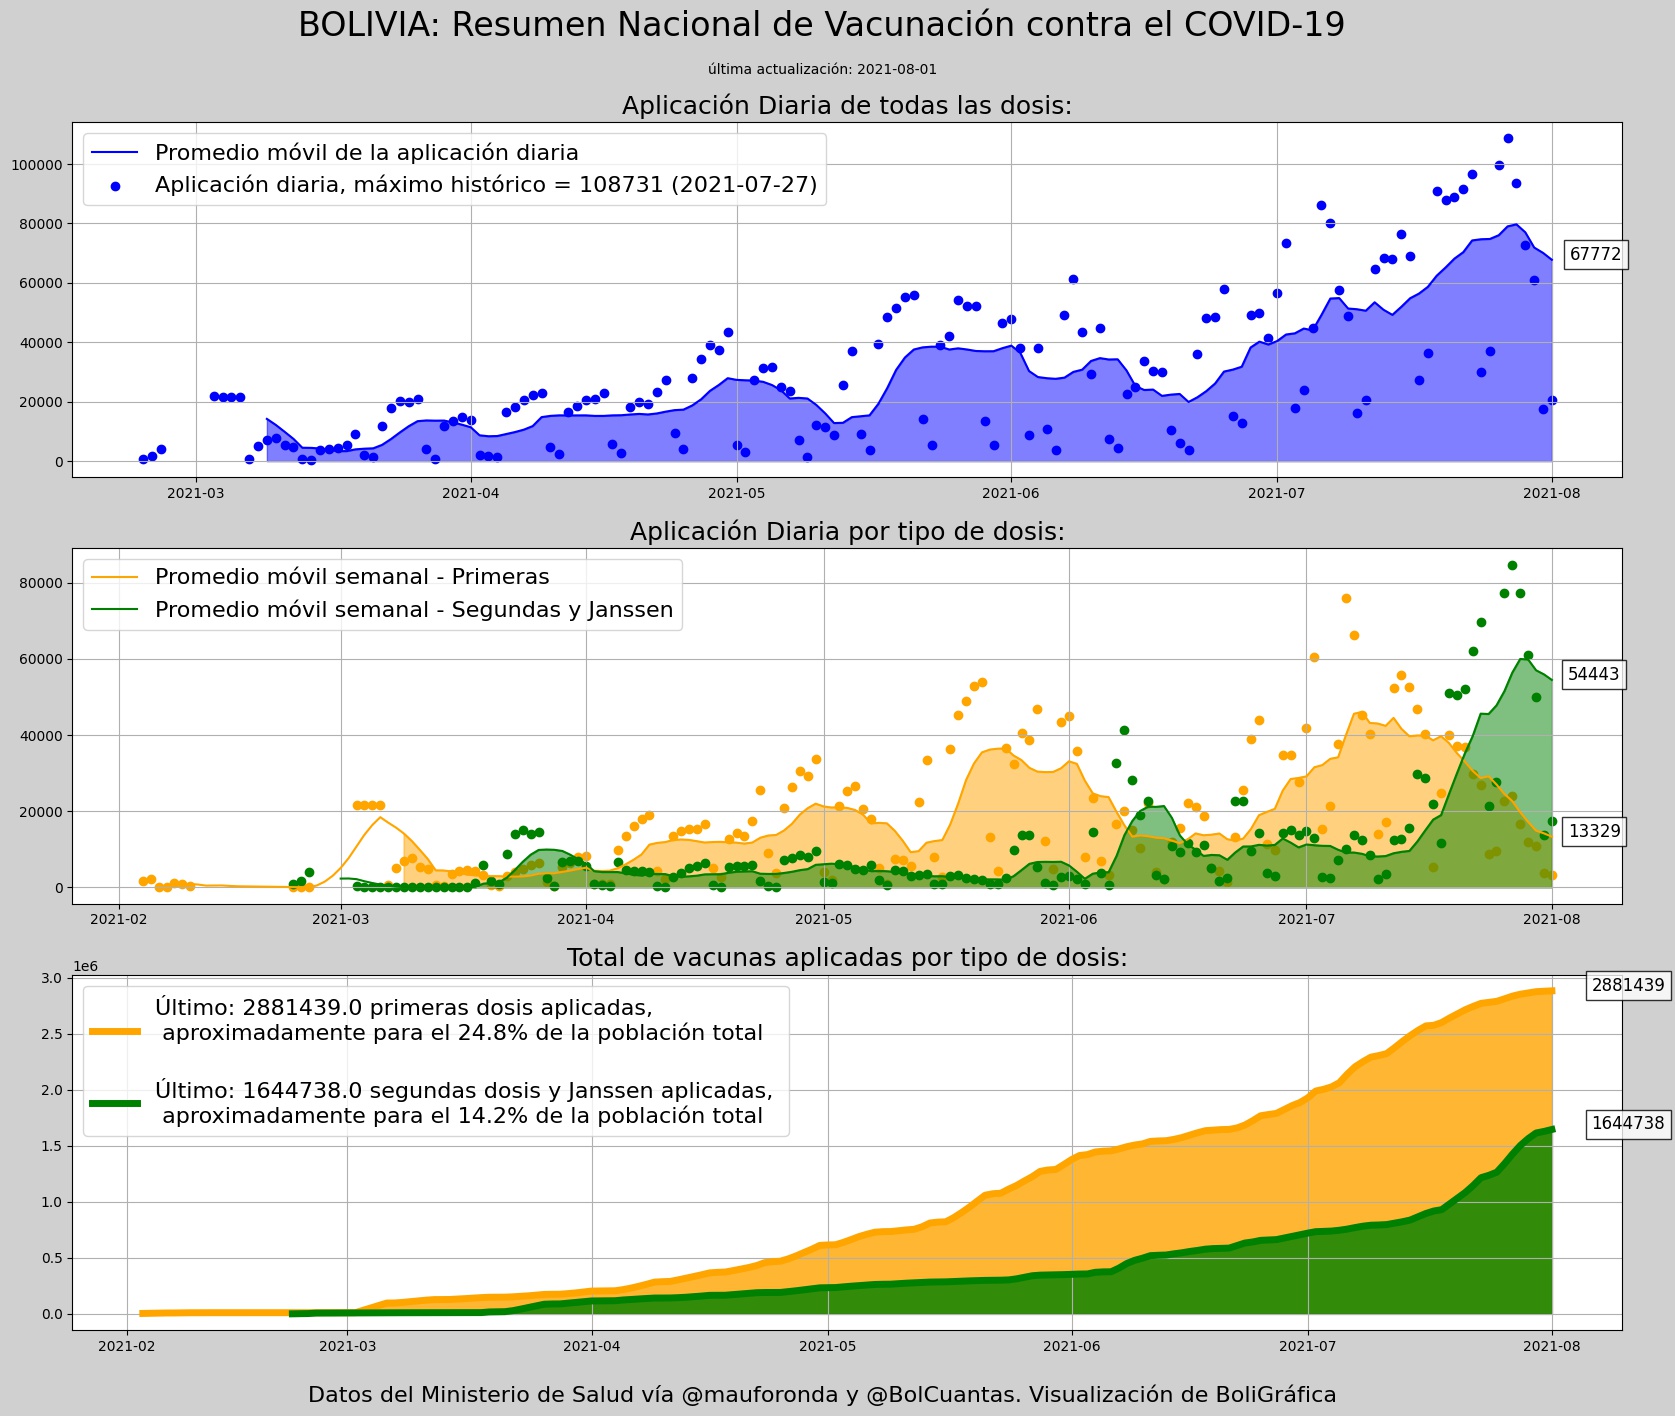 BOLIVIA: Resumen Nacional de Vacunación contra el COVID-19
última actualización: 2021-08-01
Aplicación Diaria de todas las dosis:
Promedio móvil de la aplicación diaria
Aplicación diaria, máximo histórico = 108731 (2021-07-27)
100000
80000
60000
40000
20000
0
67772
2021-03
2021-04
2021-05
2021-06
2021-07
2021-08
Aplicación Diaria por tipo de dosis:
Promedio móvil semanal - Primeras
Promedio móvil semanal - Segundas y Janssen
80000
60000
40000
20000
0
54443
13329
2021-02
2021-03
2021-04
2021-05
2021-06
2021-07
2021-08
Total de vacunas aplicadas por tipo de dosis:
1e6
Último: 2881439.0 primeras dosis aplicadas,
aproximadamente para el 24.8% de la población total
Último: 1644738.0 segundas dosis y Janssen aplicadas,
aproximadamente para el 14.2% de la población total
3.0
2.5
2.0
1.5
1.0
0.5
0.0
2881439
1644738
2021-02
2021-03
2021-04
2021-05
2021-06
2021-07
2021-08
Datos del Ministerio de Salud vía @mauforonda y @BolCuantas. Visualización de BoliGráfica